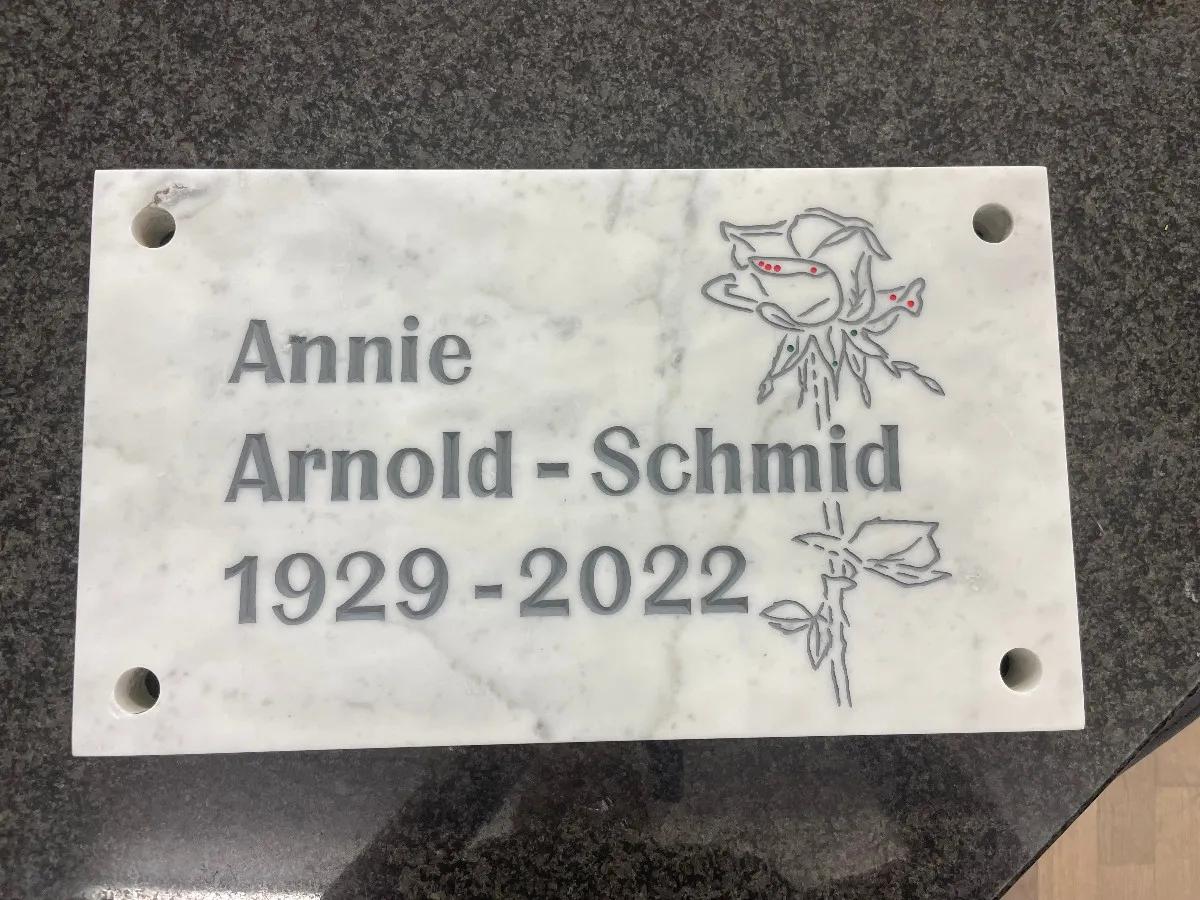 Annie
Arnold - Schmid
1929 - 2022